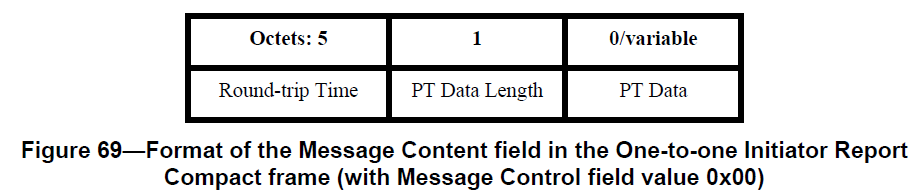 Octets: 5 1 0/variable
Round-trip Time PT Data Length PT Data
Figure 69—Format of the Message Content field in the One-to-one Initiator Report
Compact frame (with Message Control field value 0x00)